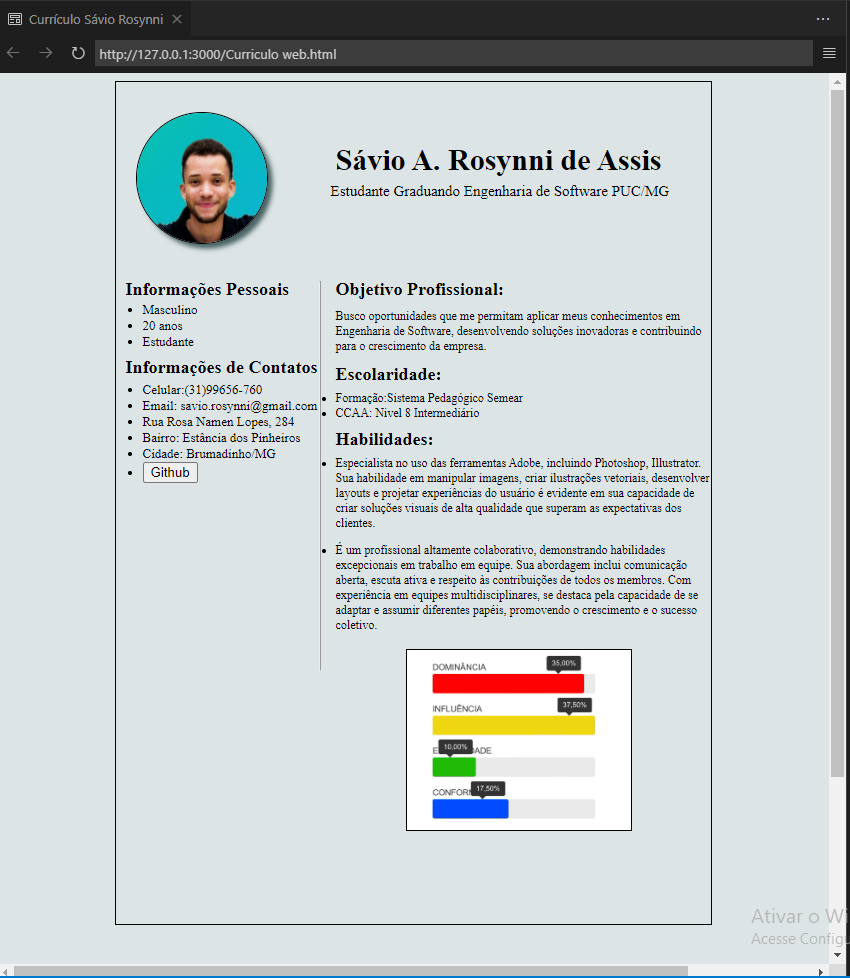 Currículo Sávio Rosynni
http://127.0.0.1:3000/Curriculo web.html
Sávio A. Rosynni de Assis
Estudante Graduando Engenharia de Software PUC/MG
Informações Pessoais
Masculino
20 anos
Estudante
Informações de Contatos
Celular:(31)99656-760
Email: savio.rosynni@gmail.com
Rua Rosa Namen Lopes, 284
Bairro: Estância dos Pinheiros
Cidade: Brumadinho/MG
Github
Objetivo Profissional:
Busco oportunidades que me permitam aplicar meus conhecimentos em
Engenharia de Software, desenvolvendo soluções inovadoras e contribuindo
para o crescimento da empresa.
Escolaridade:
Formação:Sistema Pedagógico Semear
CCAA: Nivel 8 Intermediário
Habilidades:
Especialista no uso das ferramentas Adobe, incluindo Photoshop, Illustrator.
Sua habilidade em manipular imagens, criar ilustrações vetoriais, desenvolver
layouts e projetar experiências do usuário é evidente em sua capacidade de
criar soluções visuais de alta qualidade que superam as expectativas dos
clientes.
É um profissional altamente colaborativo, demonstrando habilidades
excepcionais em trabalho em equipe. Sua abordagem inclui comunicação
aberta, escuta ativa e respeito às contribuições de todos os membros. Com
experiência em equipes multidisciplinares, se destaca pela capacidade de se
adaptar e assumir diferentes papéis, promovendo o crescimento e o sucesso
coletivo.
DOMINÂNCIA
35,00%
INFLUÊNCIA
37,50%
10,00%
17,50%
Ativar o Wi
Acesse Configu